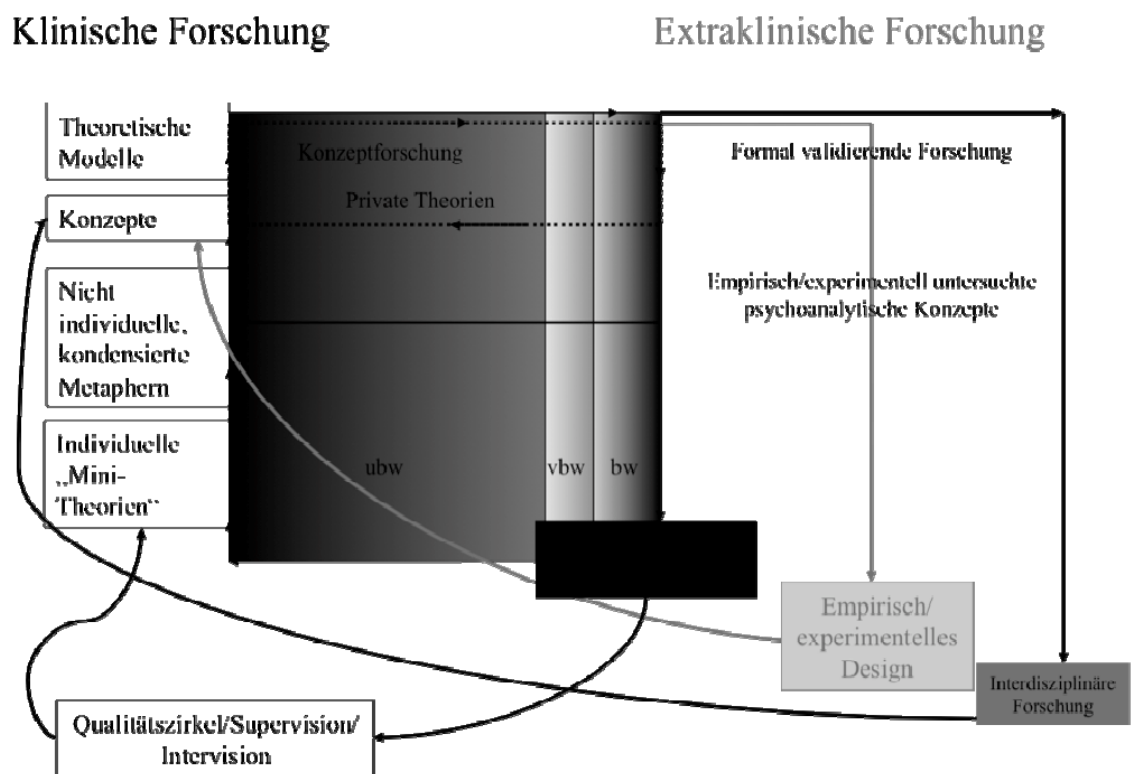 Klinische Forschung
Extraklinische Forschung
Theoretische
Modelle
Konzepte
Nicht
individuelle,
kondensierte
Metaphern
Individuelle
„Mini-
Theorien“
Konzeptforschung
Private Theorien
ubw
vbw
bw
Formal validierende Forschung
Empirisch/experimentell untersuchte
psychoanalytische Konzepte
Empirisch/
experimentelles
Design
Interdisziplinäre
Forschung
Qualitätszirkel/Supervision/
Intervision